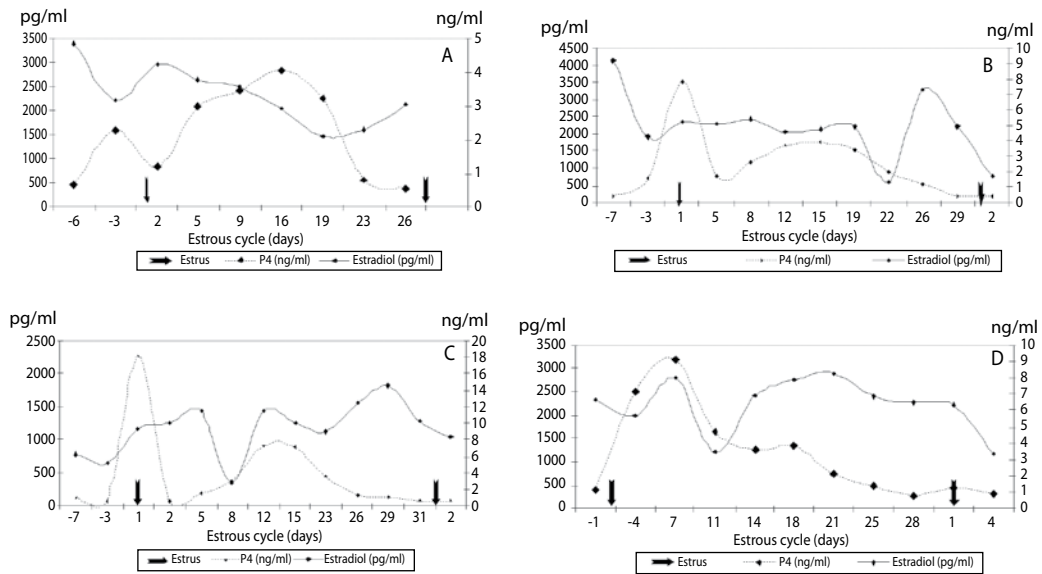 pg/ml
ng/ml
A
3500
3000
2500
2000
1500
1000
500
0
5
4
3
2
1
0
-6 -3 2 5 9 16 19 23 26
Estrous cycle (days)
Estrus P4 (ng/ml) Estradiol (pg/ml)
pg/ml
ng/ml
B
4500
4000
3500
3000
2500
2000
1500
1000
500
0
10
9
8
7
6
5
4
3
2
1
0
-7 -3 1 5 8 12 15 19 22 26 29 2
Estrous cycle (days)
Estrus P4 (ng/ml) Estradiol (pg/ml)
pg/ml
ng/ml
C
2500
2000
1500
1000
500
0
20
18
16
14
12
10
8
6
4
2
0
-7 -3 1 2 5 8 12 15 23 26 29 31 2
Estrous cycle (days)
Estrus P4 (ng/ml) Estradiol (pg/ml)
pg/ml
ng/ml
D
3500
3000
2500
2000
1500
1000
500
0
10
9
8
7
6
5
4
3
2
1
0
-1 -4 7 11 14 18 21 25 28 1 4
Estrous cycle (days)
Estrus P4 (ng/ml) Estradiol (pg/ml)